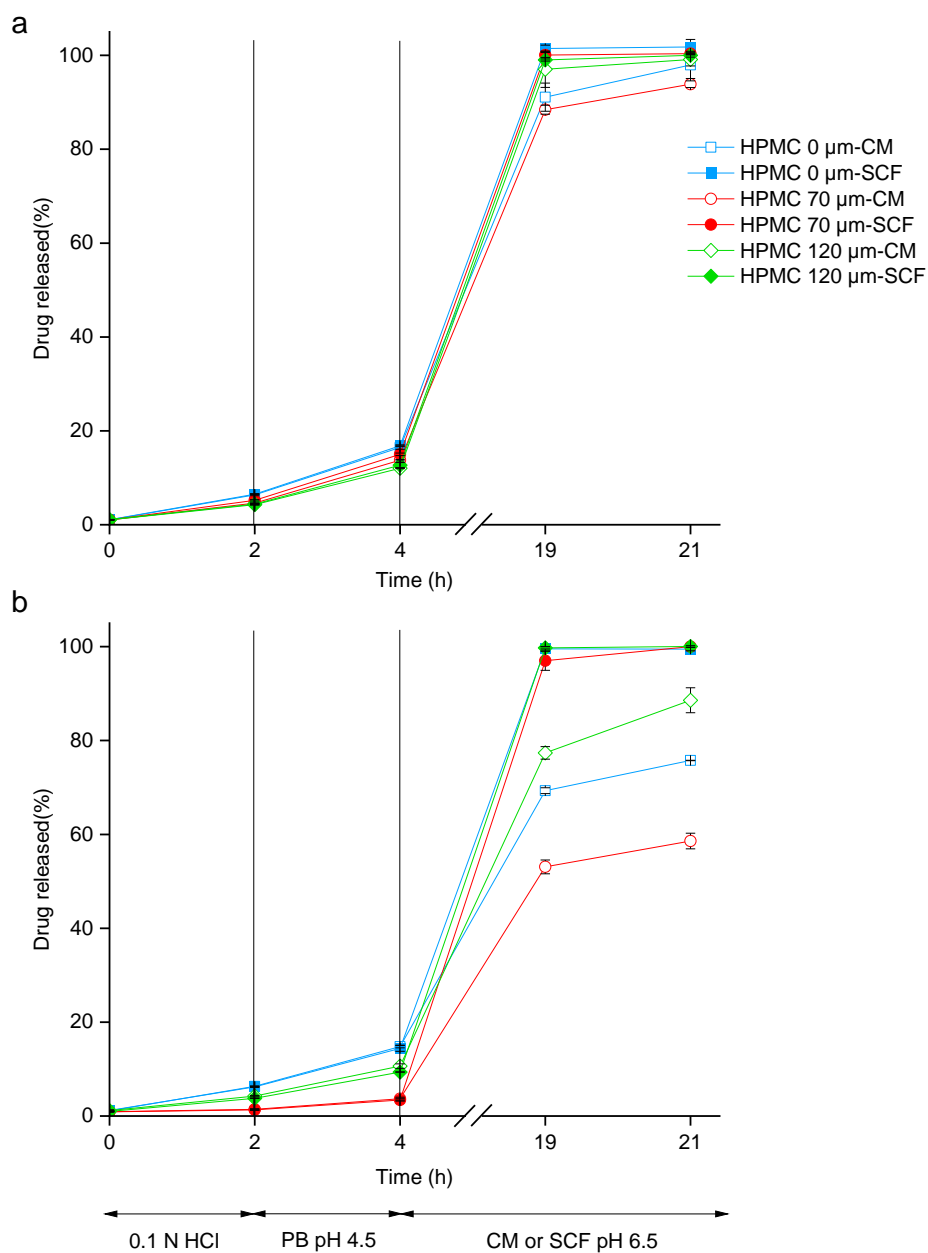 a
100
80
60
40
20
0
Drug released(%)
HPMC 0 µm-CM
HPMC 0 µm-SCF
HPMC 70 µm-CM
HPMC 70 µm-SCF
HPMC 120 µm-CM
HPMC 120 µm-SCF
0 2 4 19 21
Time (h)
b
100
80
60
40
20
0
Drug released(%)
0 2 4 19 21
Time (h)
0.1 N HCl PB pH 4.5 CM or SCF pH 6.5